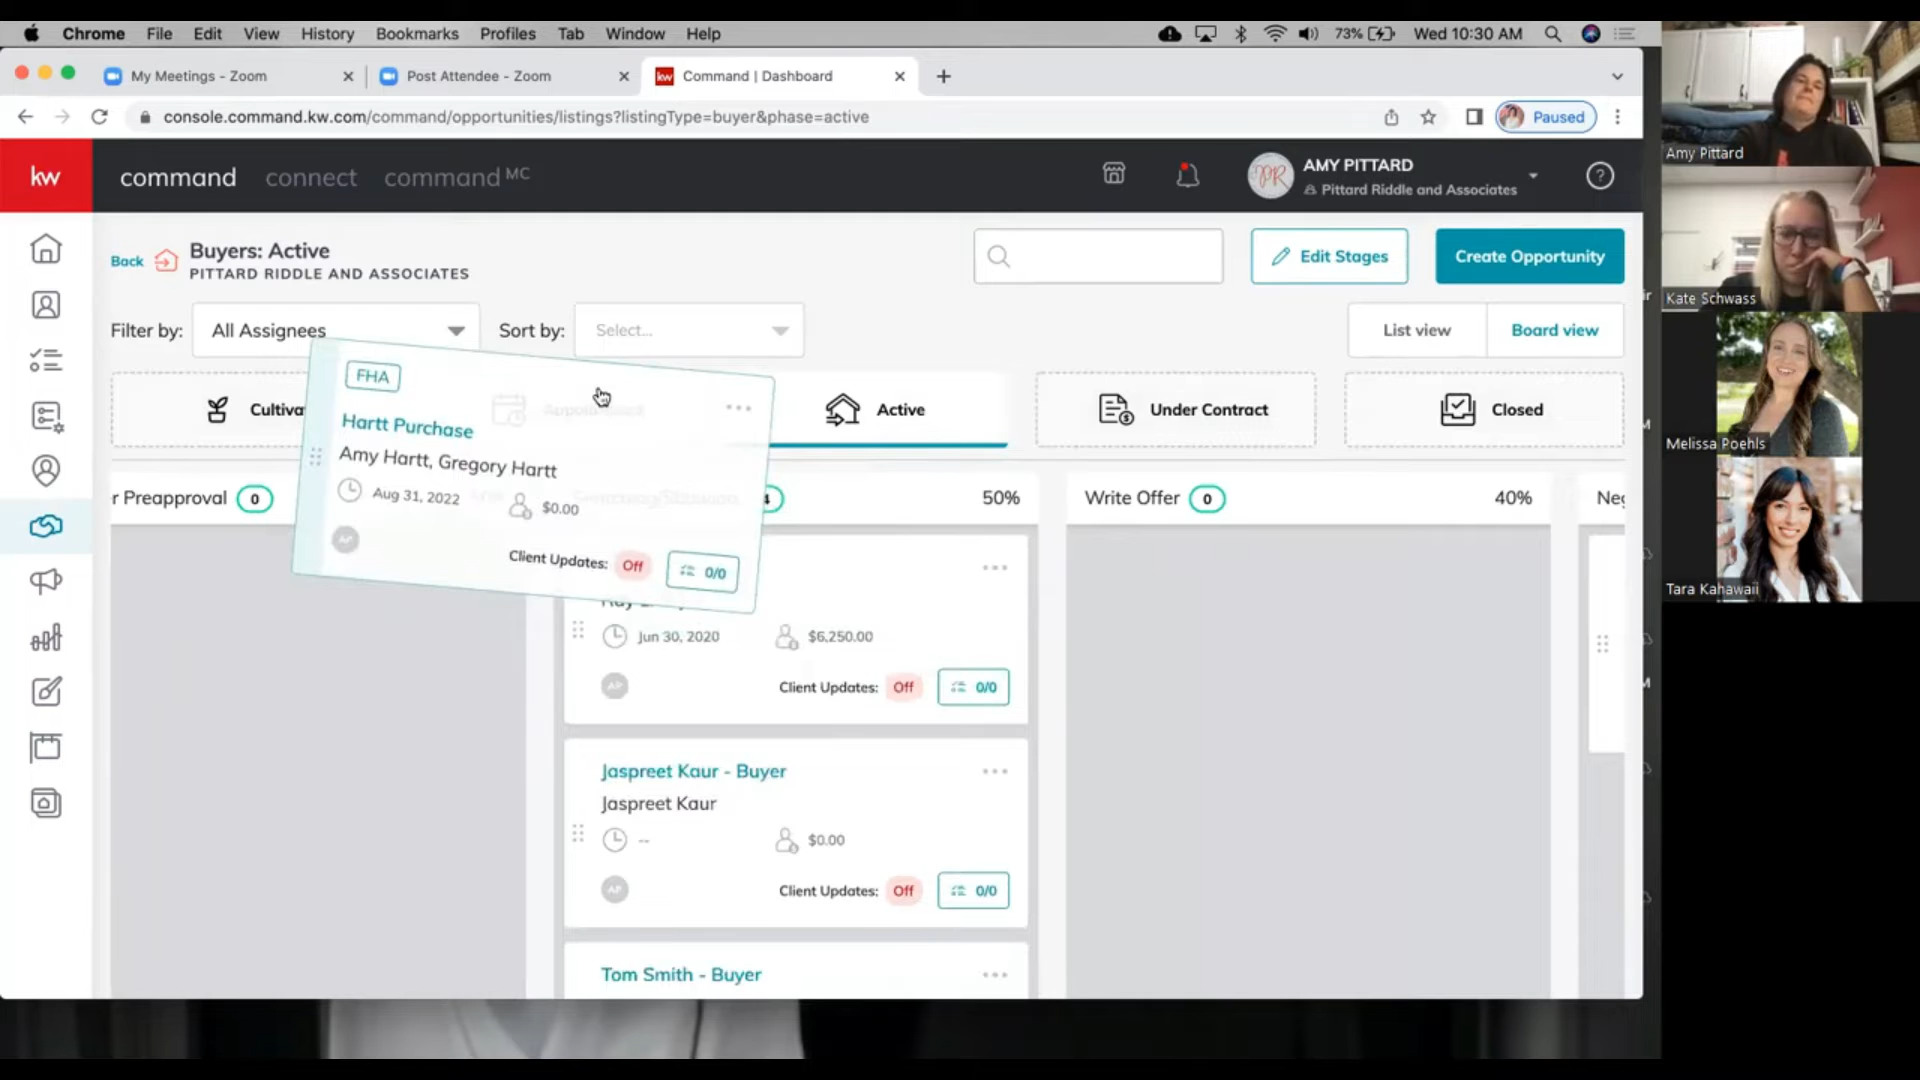 Chrome File Edit View History Bookmarks Profiles Tab Window Help 73% Wed 10:30 AM
My Meetings - Zoom Post Attendee - Zoom kw Command | Dashboard
console.command.kw.com/command/opportunities/listings?listingType=buyer&phase=active Paused
kw command connect command MC PR AMY PITTARD
Pittard Riddle and Associates
Back Buyers: Active Edit Stages Create Opportunity
PITTARD RIDDLE AND ASSOCIATES
Filter by: All Assignees Sort by: Select... List view Board view
Active Under Contract Closed
FHA
Hartt Purchase
Amy Hartt, Gregory Hartt
Aug 31, 2022 $0.00
AP
Client Updates: Off 0/0
r Preapproval 0 50% Write Offer 0 40%
Jun 30, 2020 $6,250.00
AP Client Updates: Off 0/0
Jaspreet Kaur - Buyer
Jaspreet Kaur
-- $0.00
AP Client Updates: Off 0/0
Tom Smith - Buyer
Amy Pittard
Kate Schwass
Melissa Poehls
Tara Kahawaii